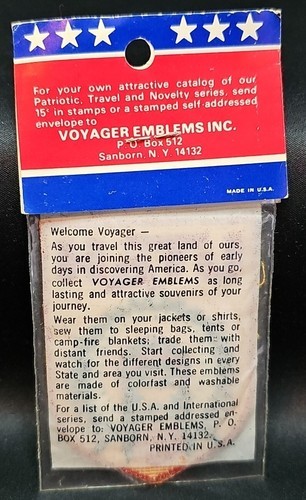 For your own attractive catalog of our
Patriotic, Travel and Novelty series, send
15¢ in stamps or a stamped self-addressed
envelope to
VOYAGER EMBLEMS INC.
P O Box 512
Sanborn, N. Y 14132
MADE IN U.S.A.
Welcome Voyager —
As you travel this great land of ours,
you are joining the pioneers of early
days in discovering America. As you go,
collect VOYAGER EMBLEMS as long
lasting and attractive souvenirs of your
journey.
Wear them on your jackets or shirts,
sew them to sleeping bags, tents or
camp-fire blankets; trade them with
distant friends. Start collecting and
watch for the different designs in every
State and area you visit. These emblems
are made of colorfast and washable
materials.
For a list of the U.S.A. and International
series, send a stamped addressed en-
velope to: VOYAGER EMBLEMS, P. O.
BOX 512, SANBORN, N.Y. 14132.
PRINTED IN U.S.A.